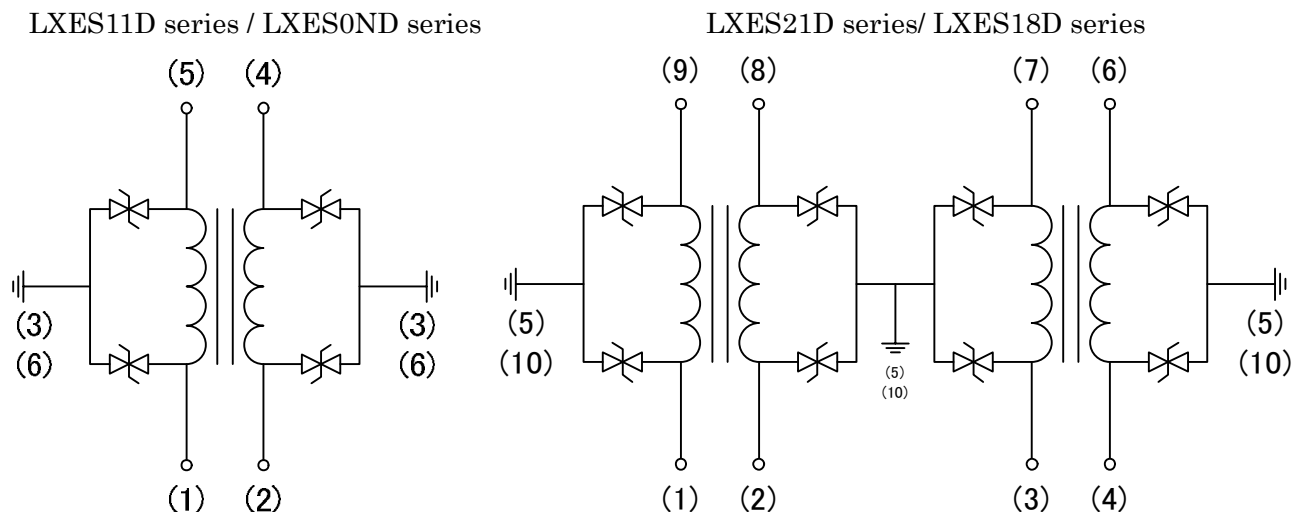 LXES11D series / LXES0ND series
LXES21D series/ LXES18D series
(5) (4)
(9) (8) (7) (6)
(3) (3)
(6) (6)
(5) (5) (5)
(10) (10) (10)
(1) (2)
(1) (2) (3) (4)